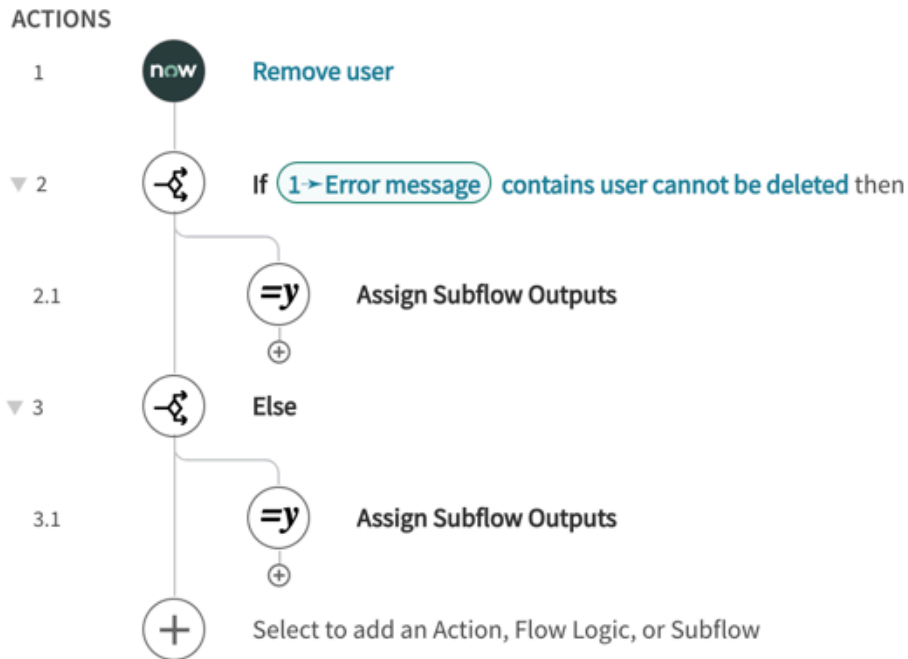 ACTIONS
1 now Remove user
2 If 1➛Error message contains user cannot be deleted then
2.1 =y Assign Subflow Outputs
3 Else
3.1 =y Assign Subflow Outputs
Select to add an Action, Flow Logic, or Subflow